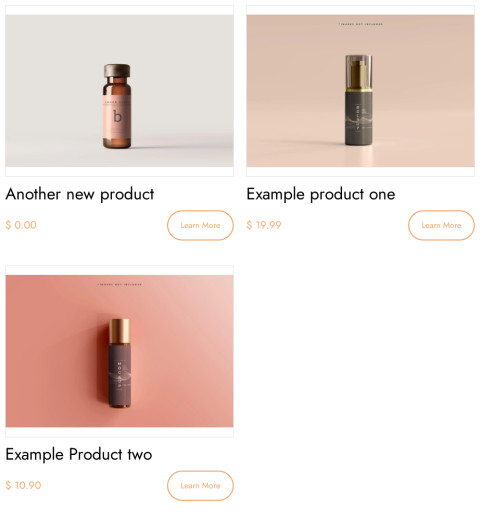 b
IMAGES NOT INCLUDED
Another new product
Example product one
$ 0.00
Learn More
$ 19.99
Learn More
IMAGES NOT INCLUDED
Example Product two
$ 10.90
Learn More